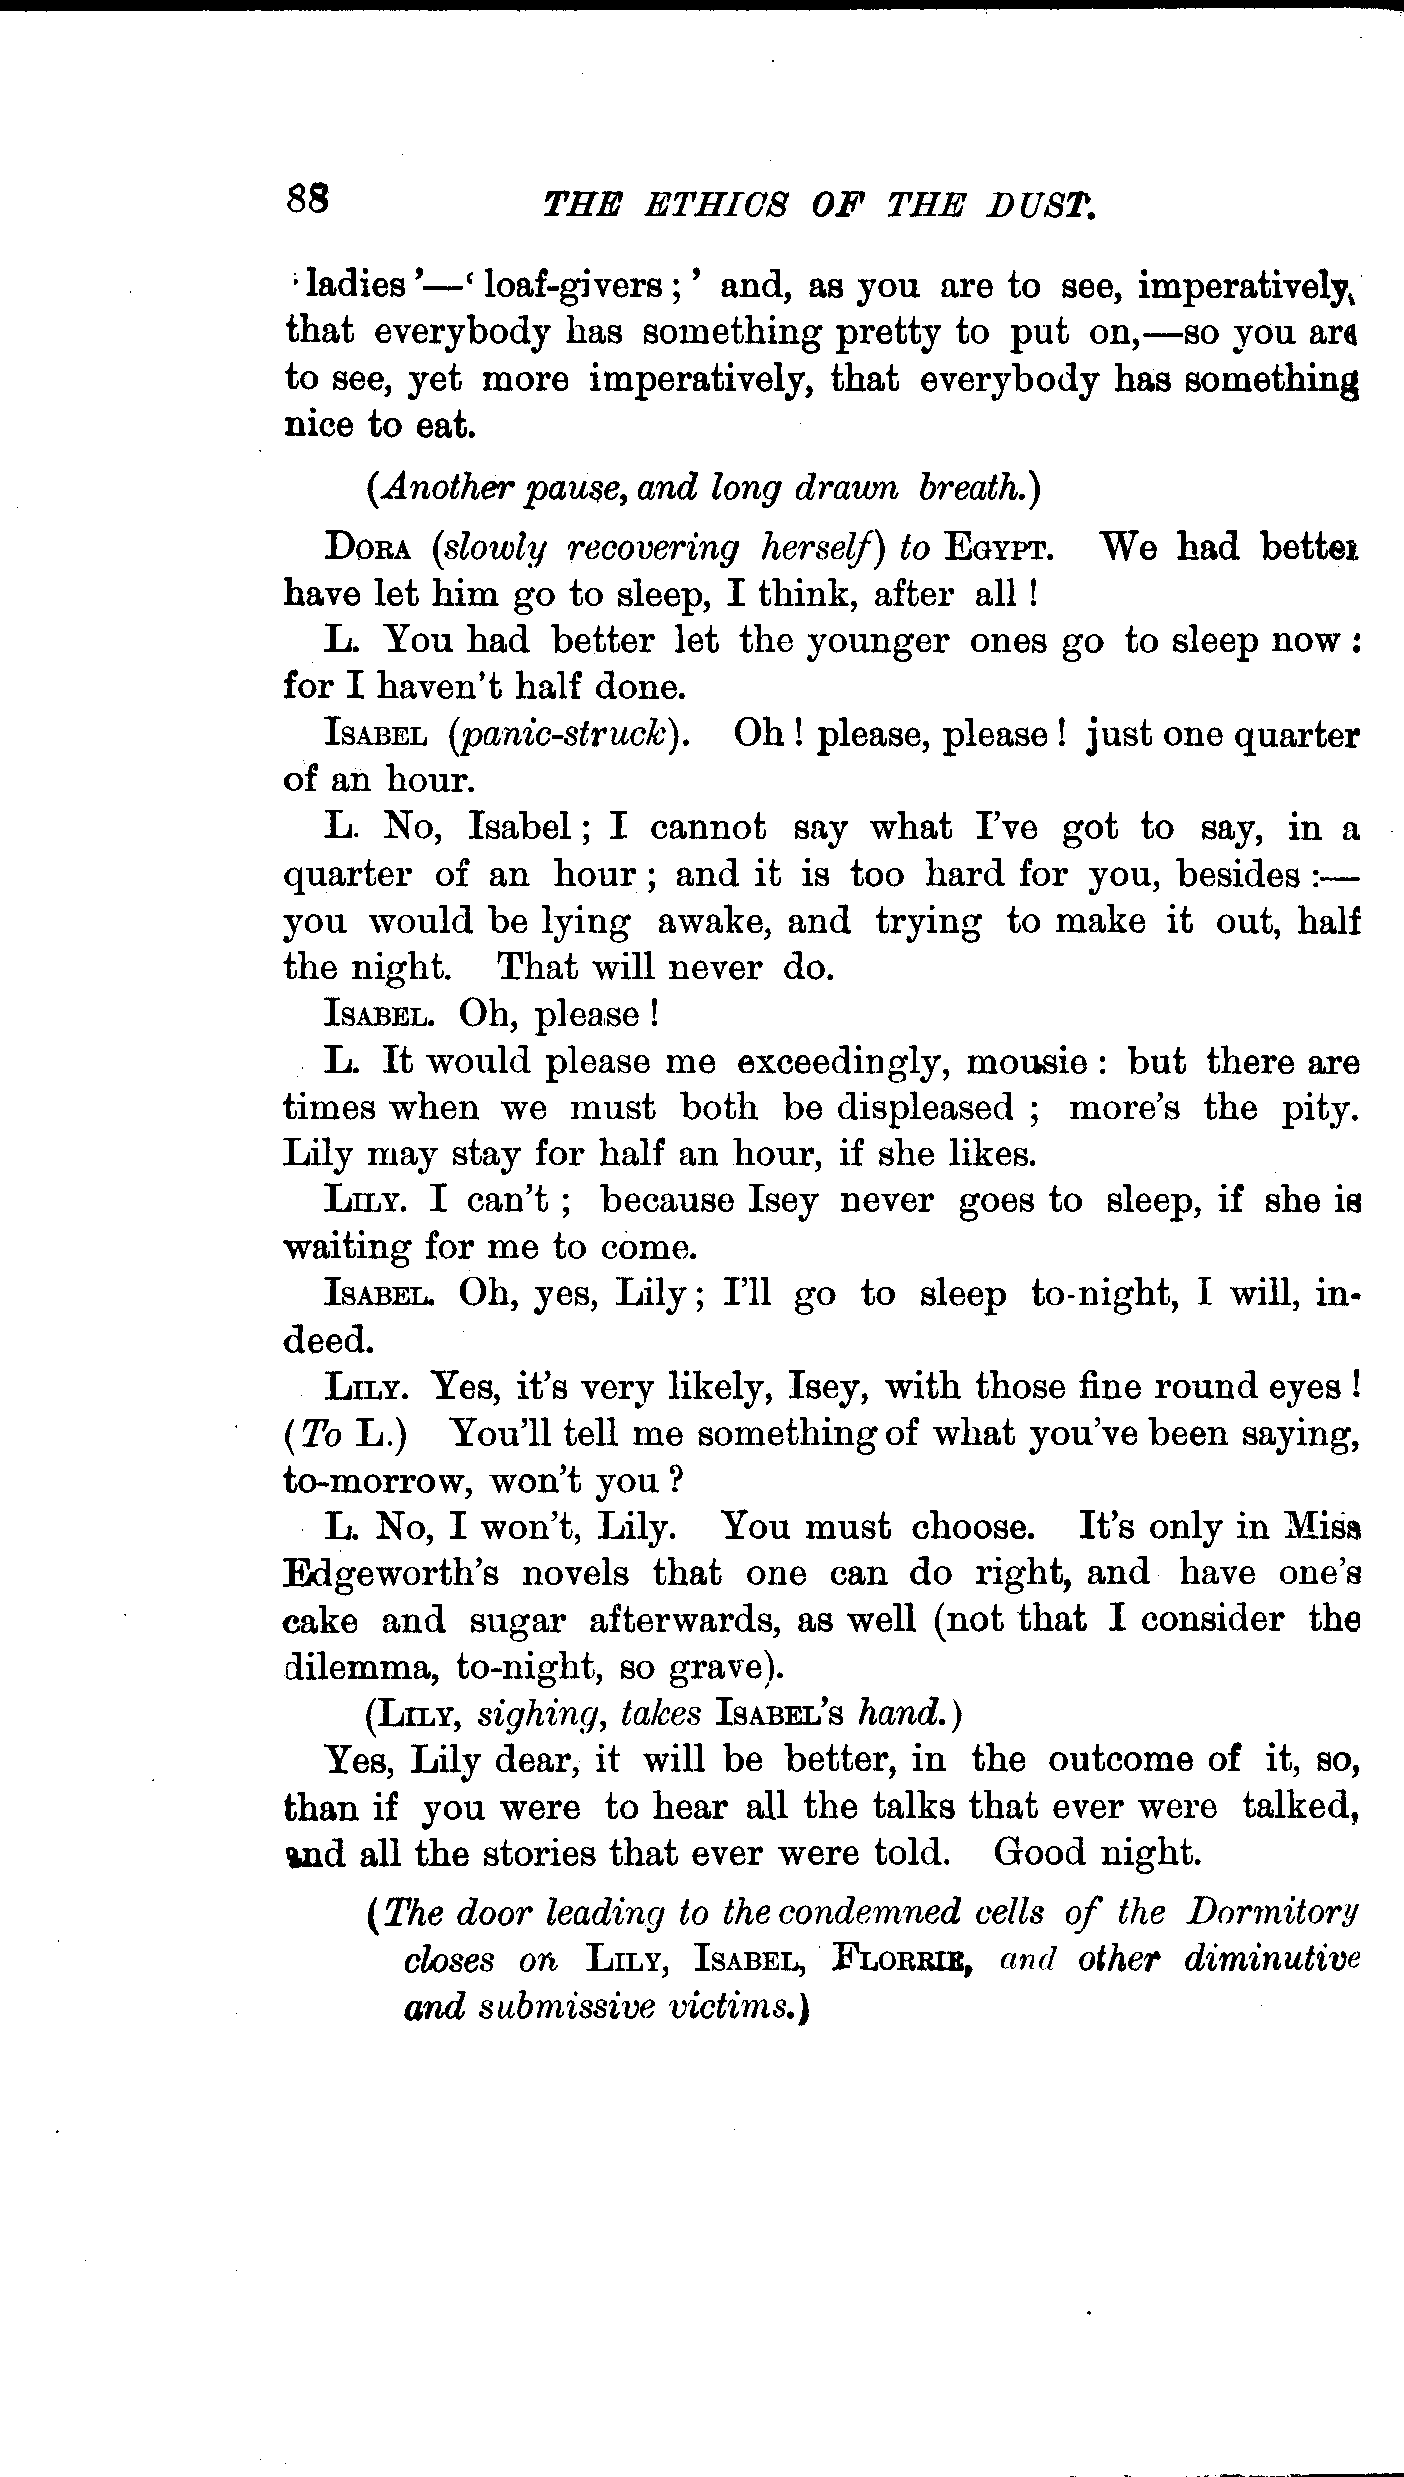 88 THE ETHICS OF THE DUST.
'ladies'—'loaf-givers;' and, as you are to see, imperatively,
that everybody has something pretty to put on,—so you are
to see, yet more imperatively, that everybody has something
nice to eat.
(Another pause, and long drawn breath.)
DORA (slowly recovering herself) to EGYPT. We had better
have let him go to sleep, I think, after all!
L. You had better let the younger ones go to sleep now:
for I haven't half done.
ISABEL (panic-struck). Oh! please, please! just one quarter
of an hour.
L. No, Isabel; I cannot say what I've got to say, in a
quarter of an hour; and it is too hard for you, besides:—
you would be lying awake, and trying to make it out, half
the night. That will never do.
ISABEL. Oh, please!
L. It would please me exceedingly, mousie: but there are
times when we must both be displeased; more's the pity.
Lily may stay for half an hour, if she likes.
LILY. I can't; because Isey never goes to sleep, if she is
waiting for me to come.
ISABEL. Oh, yes, Lily; I'll go to sleep to-night, I will, in-
deed.
LILY. Yes, it's very likely, Isey, with those fine round eyes!
(To L.) You'll tell me something of what you've been saying,
to-morrow, won't you?
L. No, I won't, Lily. You must choose. It's only in Miss
Edgeworth's novels that one can do right, and have one's
cake and sugar afterwards, as well (not that I consider the
dilemma, to-night, so grave).
(LILY, sighing, takes ISABEL's hand.)
Yes, Lily dear, it will be better, in the outcome of it, so,
than if you were to hear all the talks that ever were talked,
and all the stories that ever were told. Good night.
(The door leading to the condemned cells of the Dormitory
closes on LILY, ISABEL, FLORRIE, and other diminutive
and submissive victims.)